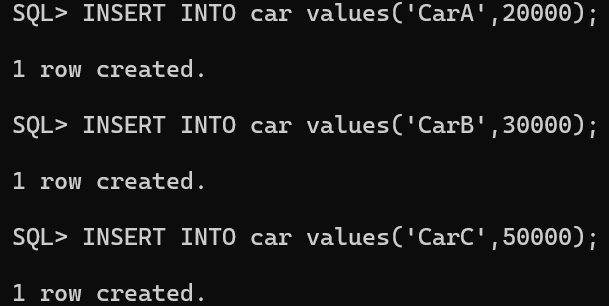 SQL> INSERT INTO car values('CarA',20000);
1 row created.
SQL> INSERT INTO car values('CarB',30000);
1 row created.
SQL> INSERT INTO car values('CarC',50000);
1 row created.